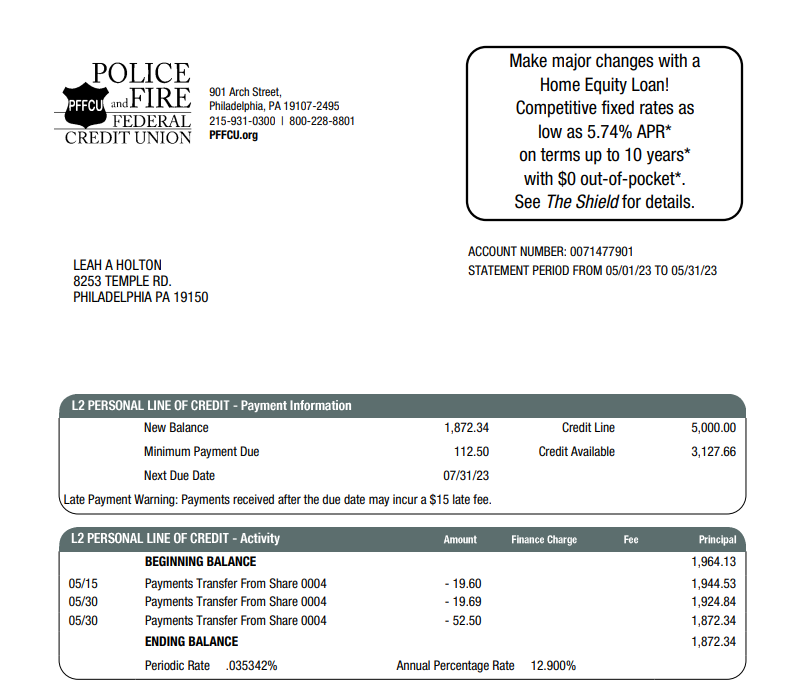 POLICE
and FIRE
PFFCU
FEDERAL
CREDIT UNION
901 Arch Street,
Philadelphia, PA 19107-2495
215-931-0300 | 800-228-8801
PFFCU.org
Make major changes with a
Home Equity Loan!
Competitive fixed rates as
low as 5.74% APR*
on terms up to 10 years*
with $0 out-of-pocket*.
See The Shield for details.
ACCOUNT NUMBER: 0071477901
STATEMENT PERIOD FROM 05/01/23 TO 05/31/23
LEAH A HOLTON
8253 TEMPLE RD.
PHILADELPHIA PA 19150
L2 PERSONAL LINE OF CREDIT - Payment Information
New Balance 1,872.34 Credit Line 5,000.00
Minimum Payment Due 112.50 Credit Available 3,127.66
Next Due Date 07/31/23
Late Payment Warning: Payments received after the due date may incur a $15 late fee.
L2 PERSONAL LINE OF CREDIT - Activity Amount Finance Charge Fee Principal
BEGINNING BALANCE 1,964.13
05/15 Payments Transfer From Share 0004 - 19.60 1,944.53
05/30 Payments Transfer From Share 0004 - 19.69 1,924.84
05/30 Payments Transfer From Share 0004 - 52.50 1,872.34
ENDING BALANCE 1,872.34
Periodic Rate .035342% Annual Percentage Rate 12.900%